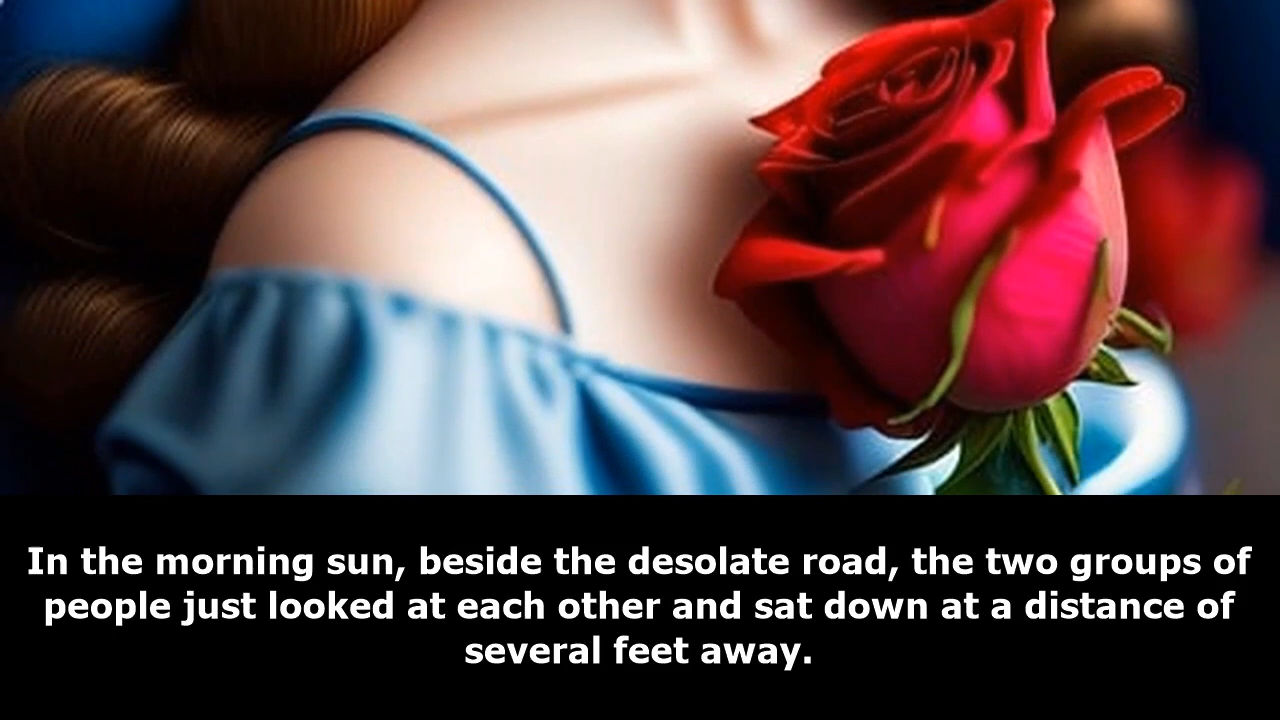 In the morning sun, beside the desolate road, the two groups of
people just looked at each other and sat down at a distance of
several feet away.